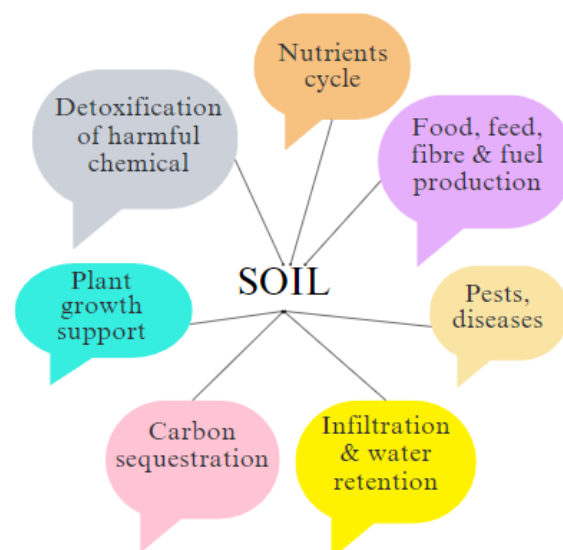 Nutrients
cycle
Detoxification
of harmful
chemical
Food, feed,
fibre & fuel
production
SOIL
Plant
growth
support
Pests,
diseases
Carbon
sequestration
Infiltration
& water
retention